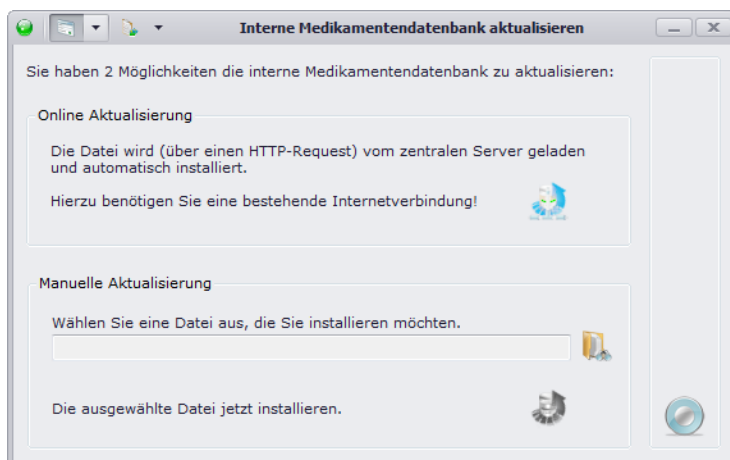 Interne Medikamentendatenbank aktualisieren
Sie haben 2 Möglichkeiten die interne Medikamentendatenbank zu aktualisieren:
Online Aktualisierung
Die Datei wird (über einen HTTP-Request) vom zentralen Server geladen
und automatisch installiert.
Hierzu benötigen Sie eine bestehende Internetverbindung!
Manuelle Aktualisierung
Wählen Sie eine Datei aus, die Sie installieren möchten.
Die ausgewählte Datei jetzt installieren.